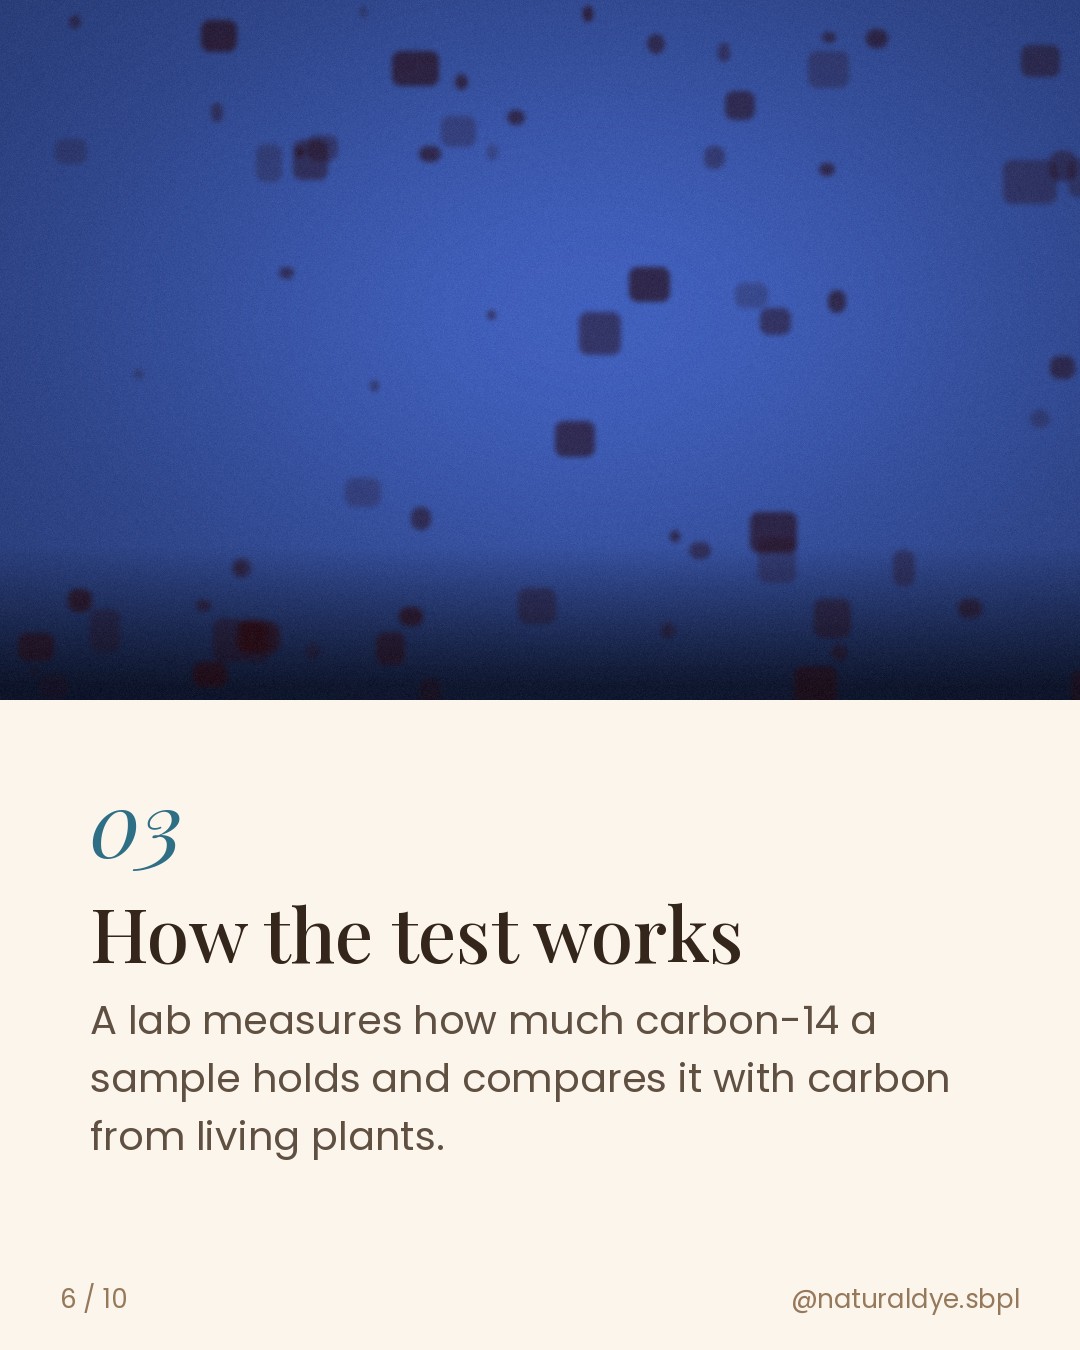 03
How the test works
A lab measures how much carbon-14 a
sample holds and compares it with carbon
from living plants.
6 / 10
@naturaldye.sbpl